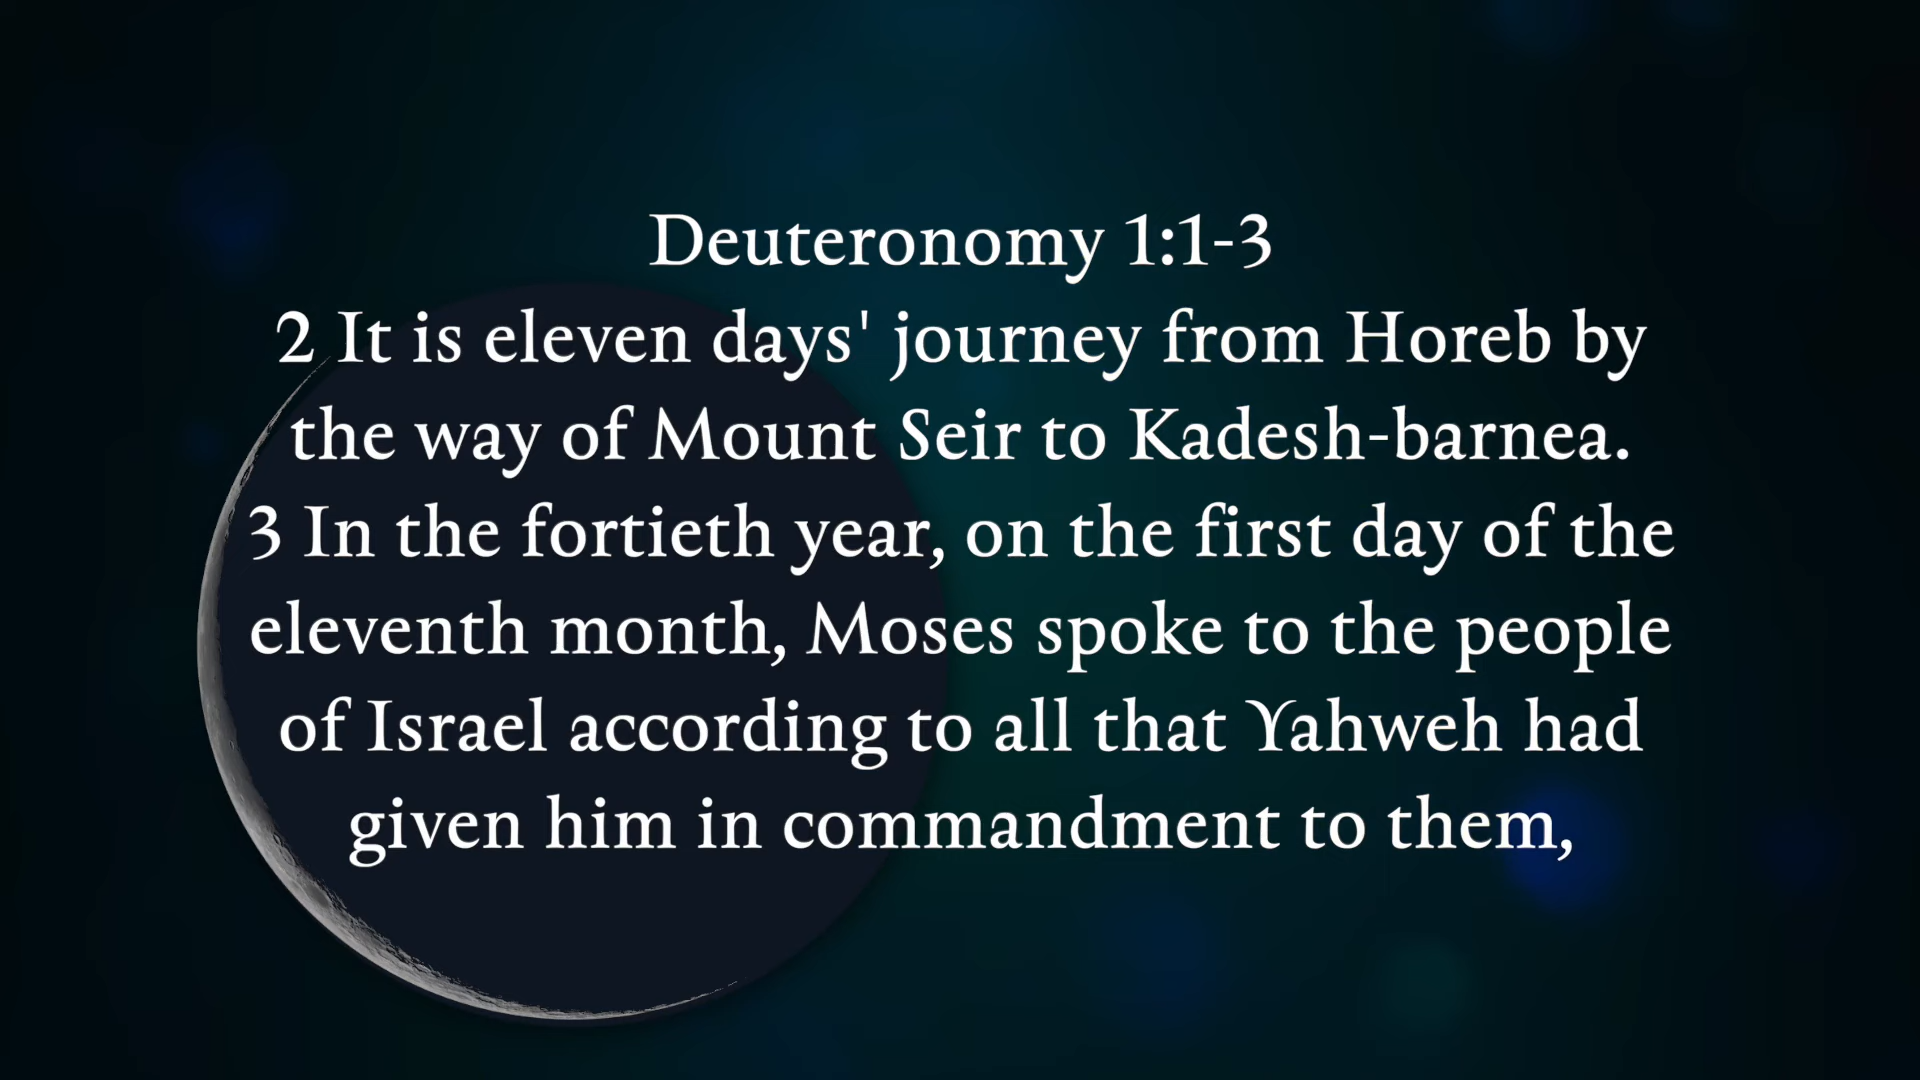 Deuteronomy 1:1-3
2 It is eleven days' journey from Horeb by
the way of Mount Seir to Kadesh-barnea.
3 In the fortieth year, on the first day of the
eleventh month, Moses spoke to the people
of Israel according to all that Yahweh had
given him in commandment to them,